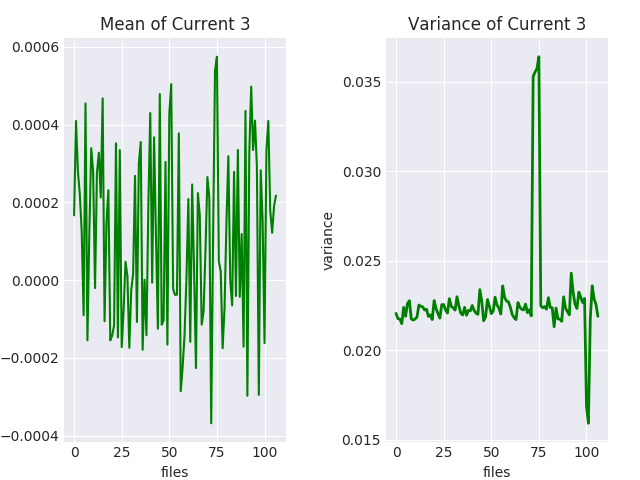 Mean of Current 3
0.0006
0.0004
0.0002
0.0000
−0.0002
−0.0004
0 25 50 75 100
files
Variance of Current 3
variance
0.035
0.030
0.025
0.020
0.015
0 25 50 75 100
files